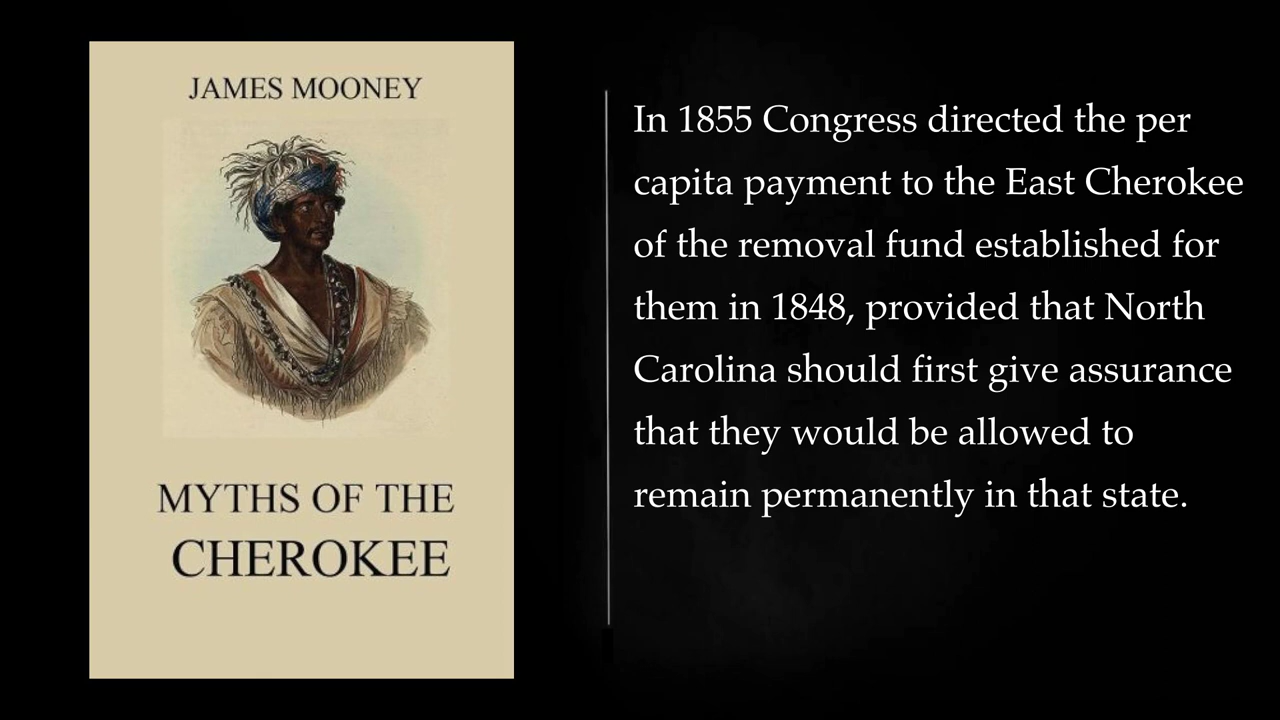 JAMES MOONEY
MYTHS OF THE
CHEROKEE
In 1855 Congress directed the per
capita payment to the East Cherokee
of the removal fund established for
them in 1848, provided that North
Carolina should first give assurance
that they would be allowed to
remain permanently in that state.